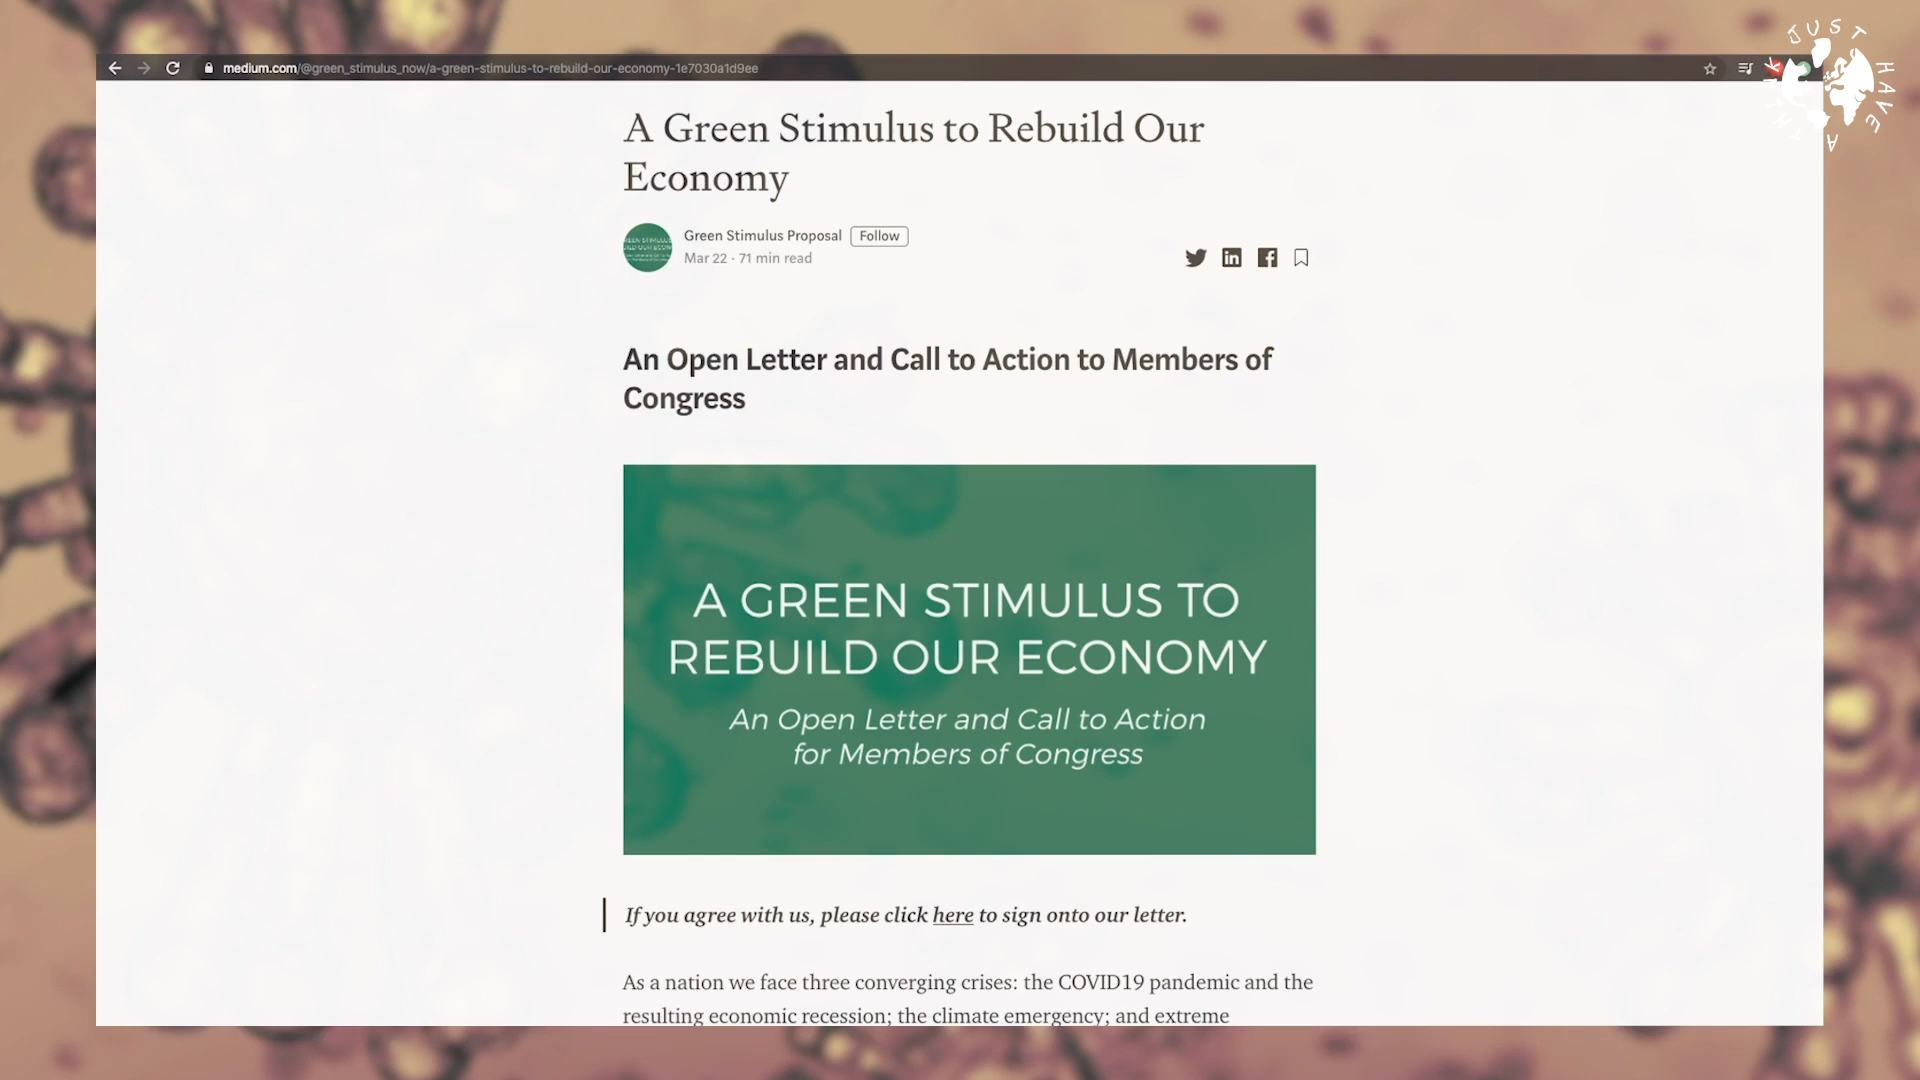 JUST HAVE A THINK
medium.com/@green_stimulus_now/a-green-stimulus-to-rebuild-our-economy-1e7030a1d9ee
A Green Stimulus to Rebuild Our
Economy
Green Stimulus Proposal Follow
Mar 22 · 71 min read
An Open Letter and Call to Action to Members of
Congress
A GREEN STIMULUS TO
REBUILD OUR ECONOMY
An Open Letter and Call to Action
for Members of Congress
If you agree with us, please click here to sign onto our letter.
As a nation we face three converging crises: the COVID19 pandemic and the
resulting economic recession; the climate emergency; and extreme